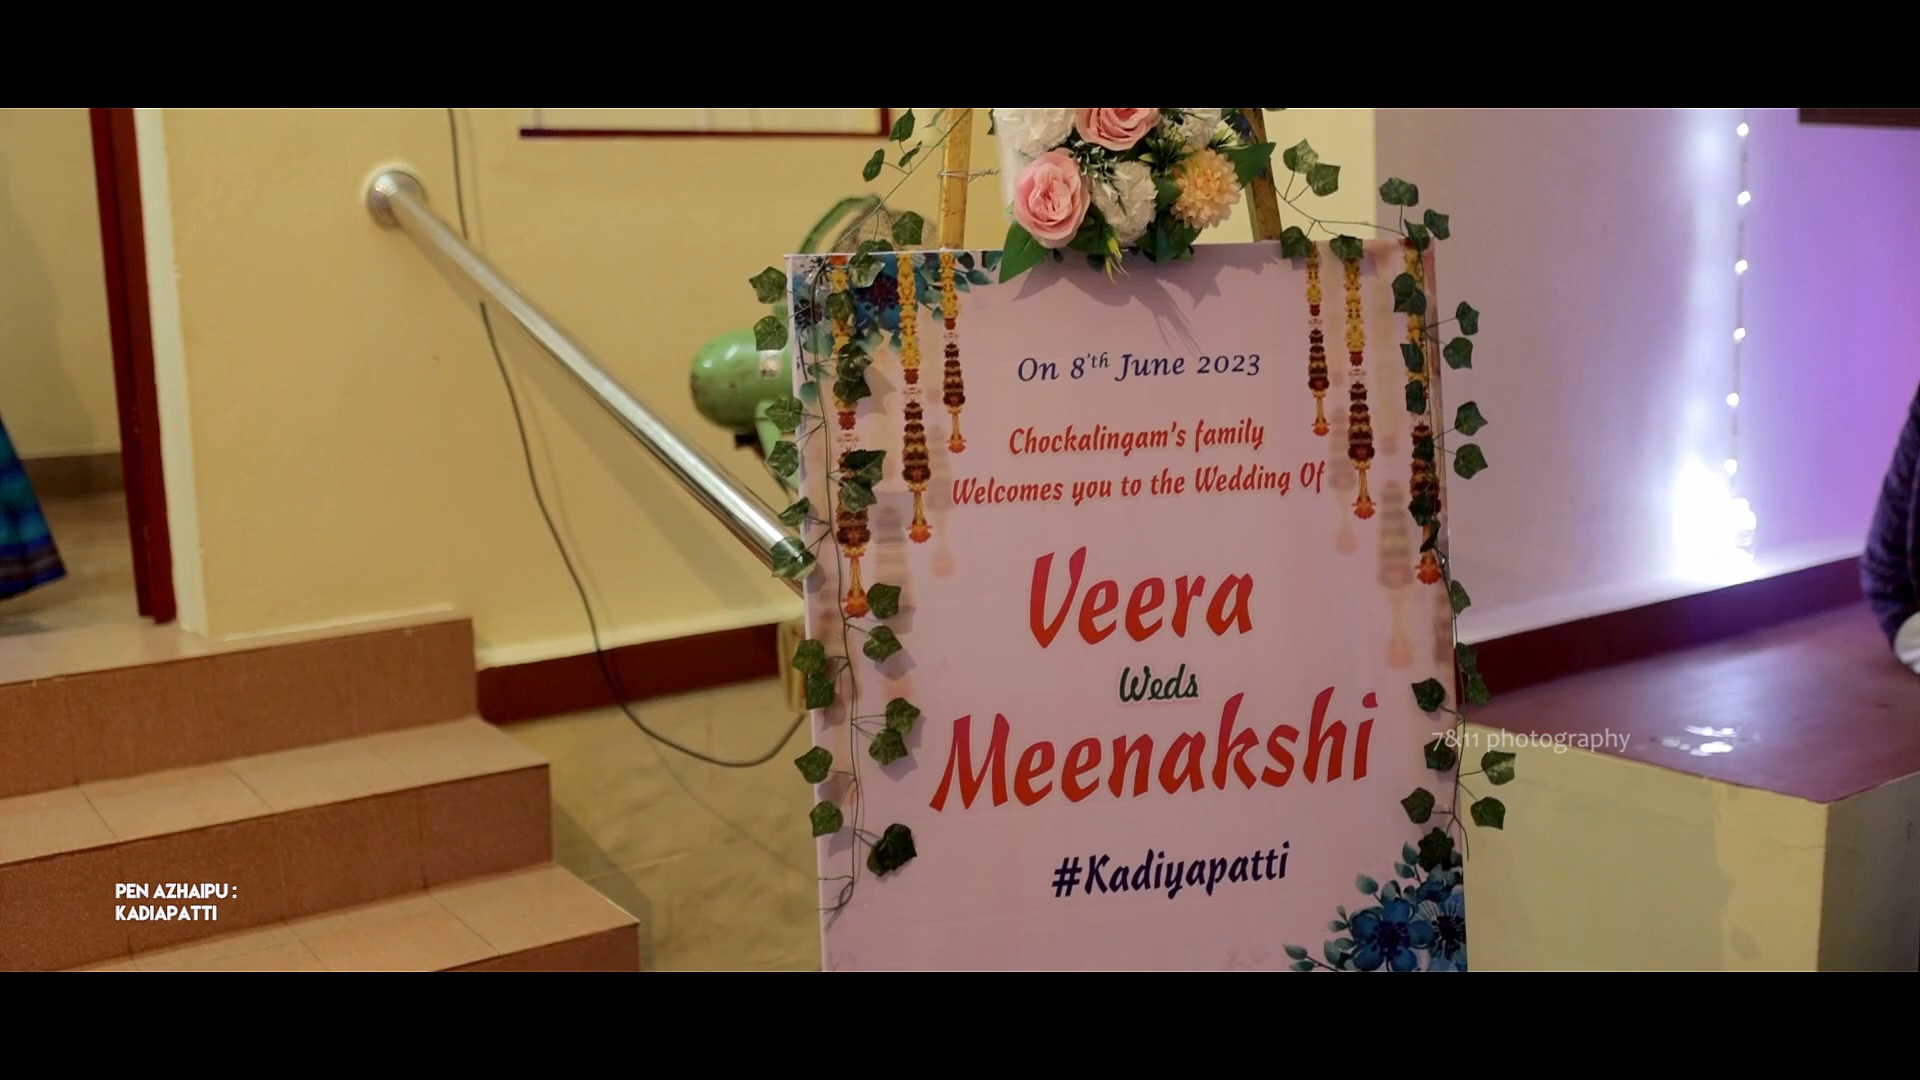 On 8'th June 2023
Chockalingam's family
Welcomes you to the Wedding Of
Veera
Weds
Meenakshi
#Kadiyapatti
7&11 photography
PEN AZHAIPU :
KADIAPATTI